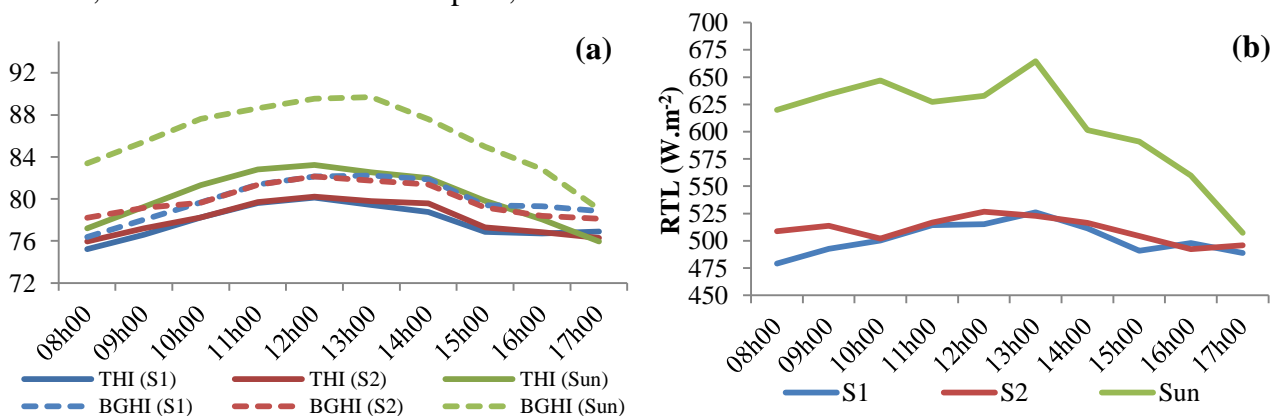 (a)
92
88
84
80
76
72
08h00 09h00 10h00 11h00 12h00 13h00 14h00 15h00 16h00 17h00
THI (S1) THI (S2) THI (Sun)
BGHI (S1) BGHI (S2) BGHI (Sun)
(b)
RTL (W.m-2)
700
675
650
625
600
575
550
525
500
475
450
08h00 09h00 10h00 11h00 12h00 13h00 14h00 15h00 16h00 17h00
S1 S2 Sun